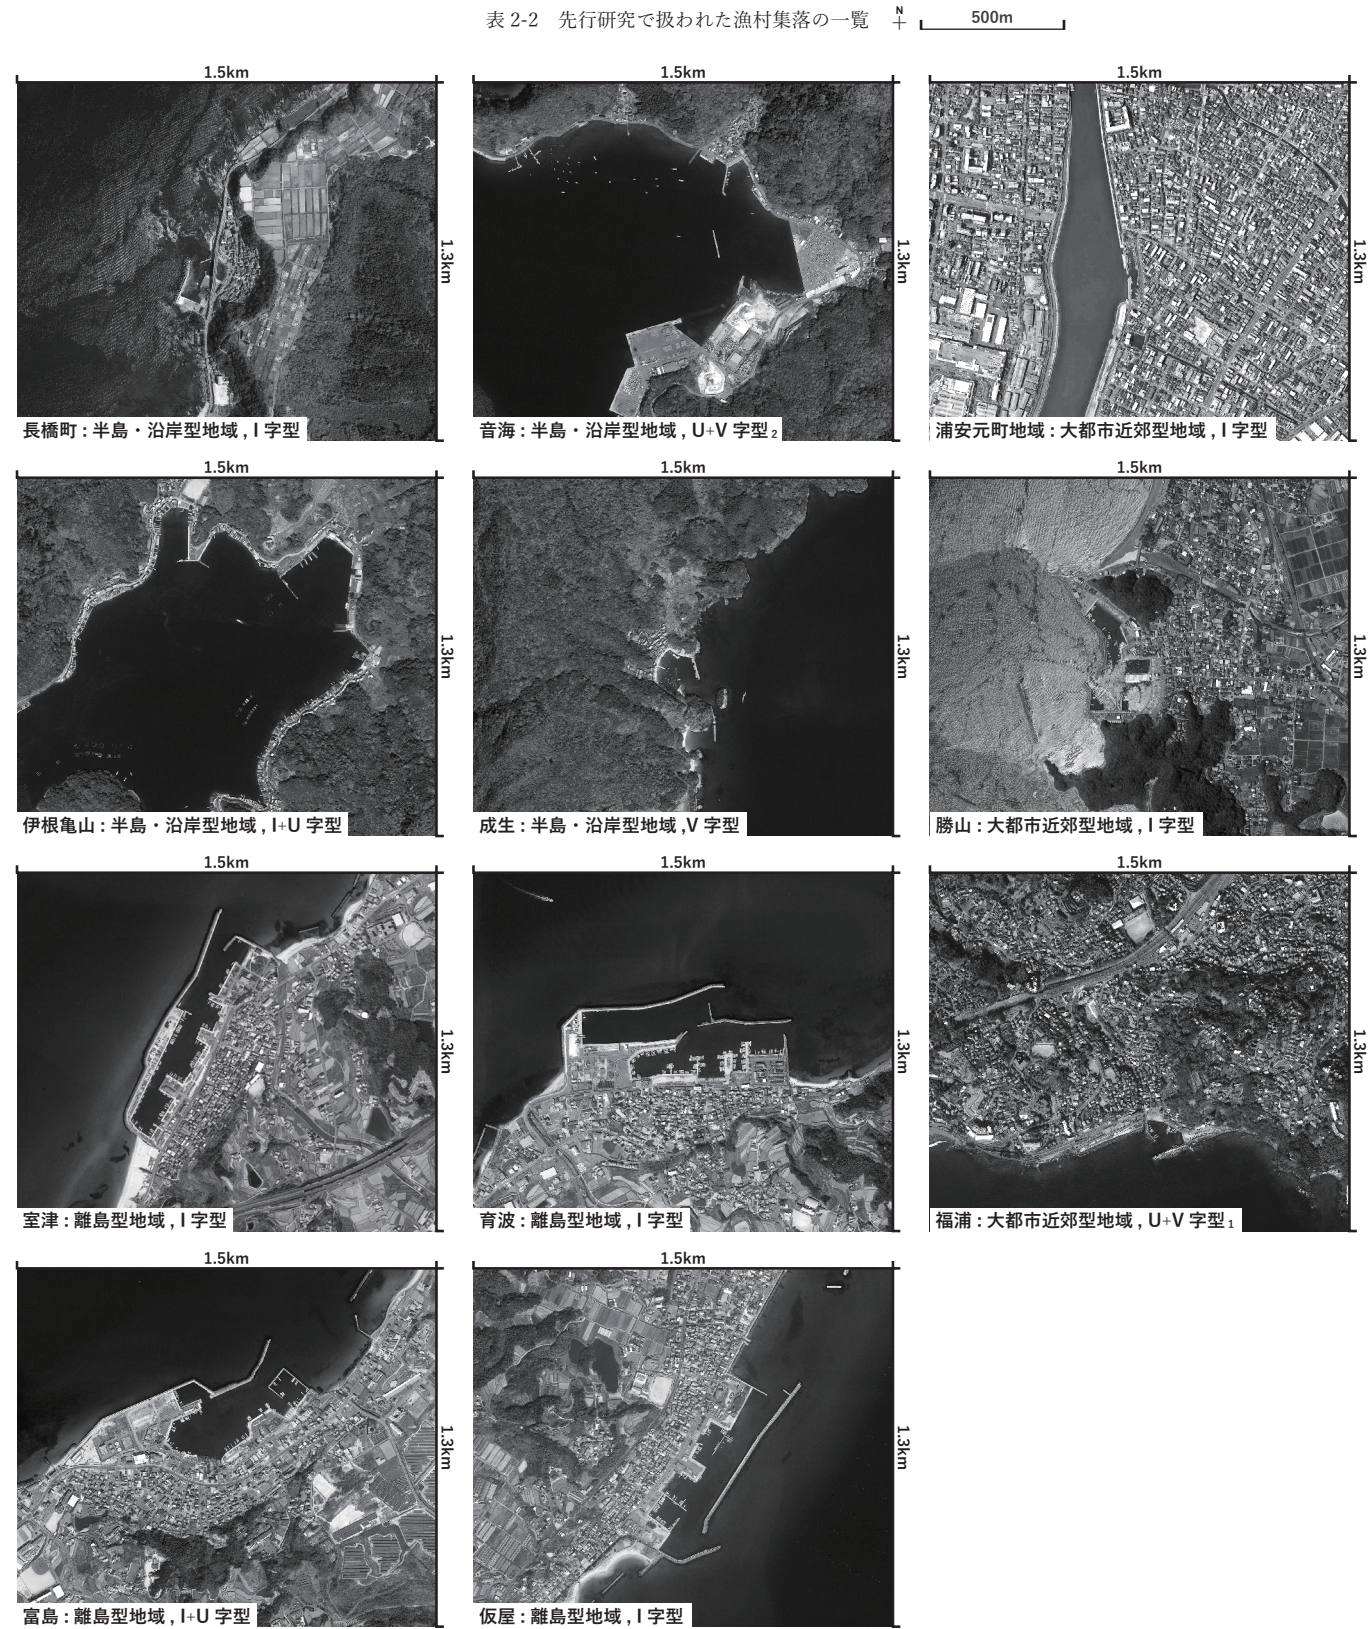 表 2-2　先行研究で扱われた漁村集落の一覧
N
500m
1.5km
1.3km
長橋町 : 半島・沿岸型地域 , I 字型
1.5km
1.3km
音海 : 半島・沿岸型地域 , U+V 字型 2
1.5km
1.3km
浦安元町地域 : 大都市近郊型地域 , I 字型
1.5km
1.3km
伊根亀山 : 半島・沿岸型地域 , I+U 字型
1.5km
1.3km
成生 : 半島・沿岸型地域 ,V 字型
1.5km
1.3km
勝山 : 大都市近郊型地域 , I 字型
1.5km
1.3km
室津 : 離島型地域 , I 字型
1.5km
1.3km
育波 : 離島型地域 , I 字型
1.5km
1.3km
福浦 : 大都市近郊型地域 , U+V 字型 1
1.5km
1.3km
富島 : 離島型地域 , I+U 字型
1.5km
1.3km
仮屋 : 離島型地域 , I 字型